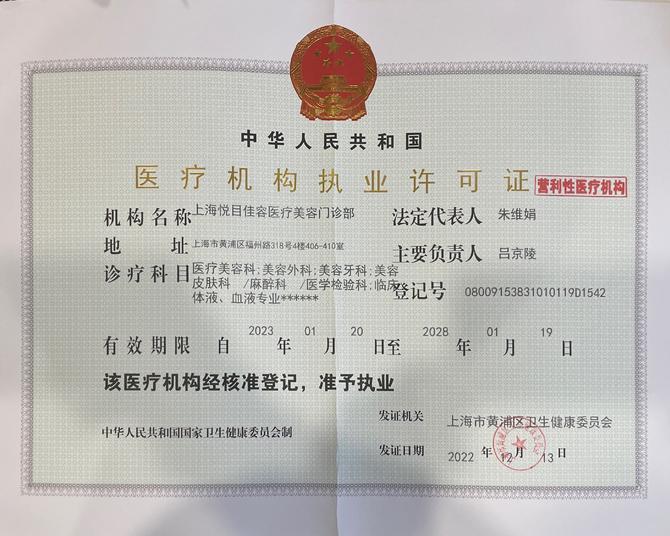 中华人民共和国
医疗机构执业许可证
营利性医疗机构
机构名称 上海悦目佳容医疗美容门诊部
法定代表人 朱维娟
地址 上海市黄浦区福州路318号4楼406-410室
主要负责人 吕京陵
诊疗科目 医疗美容科;美容外科;美容牙科;美容
皮肤科 /麻醉科 /医学检验科;临床
体液、血液专业******
登记号 08009153831010119D1542
有效期限 自 2023 年 01 月 20 日至 2028 年 01 月 19 日
该医疗机构经核准登记，准予执业
中华人民共和国国家卫生健康委员会制
发证机关 上海市黄浦区卫生健康委员会
发证日期 2022 年 12 月 13 日